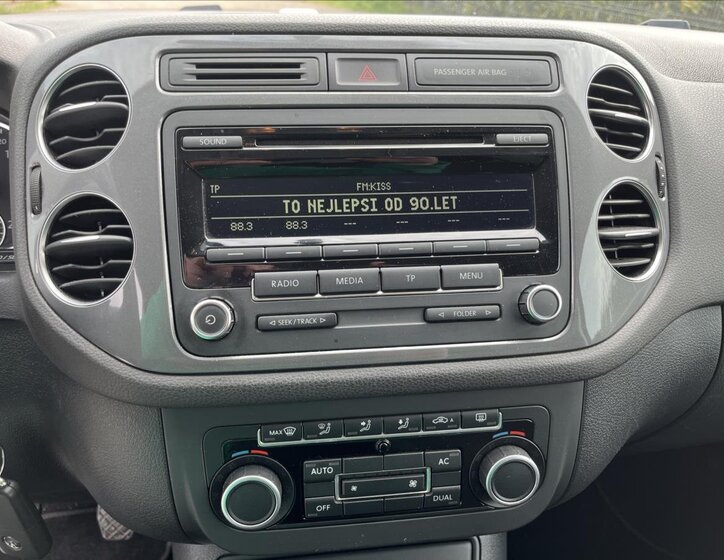 PASSENGER AIR BAG
SOUND
EJECT
TP
FM:KISS
TO NEJLEPSI OD 90.LET
88.3 88.3 --- --- --- ---
RADIO MEDIA TP MENU
◁ SEEK / TRACK ▷
◁ FOLDER ▷
MAX
AUTO
AC
OFF
DUAL